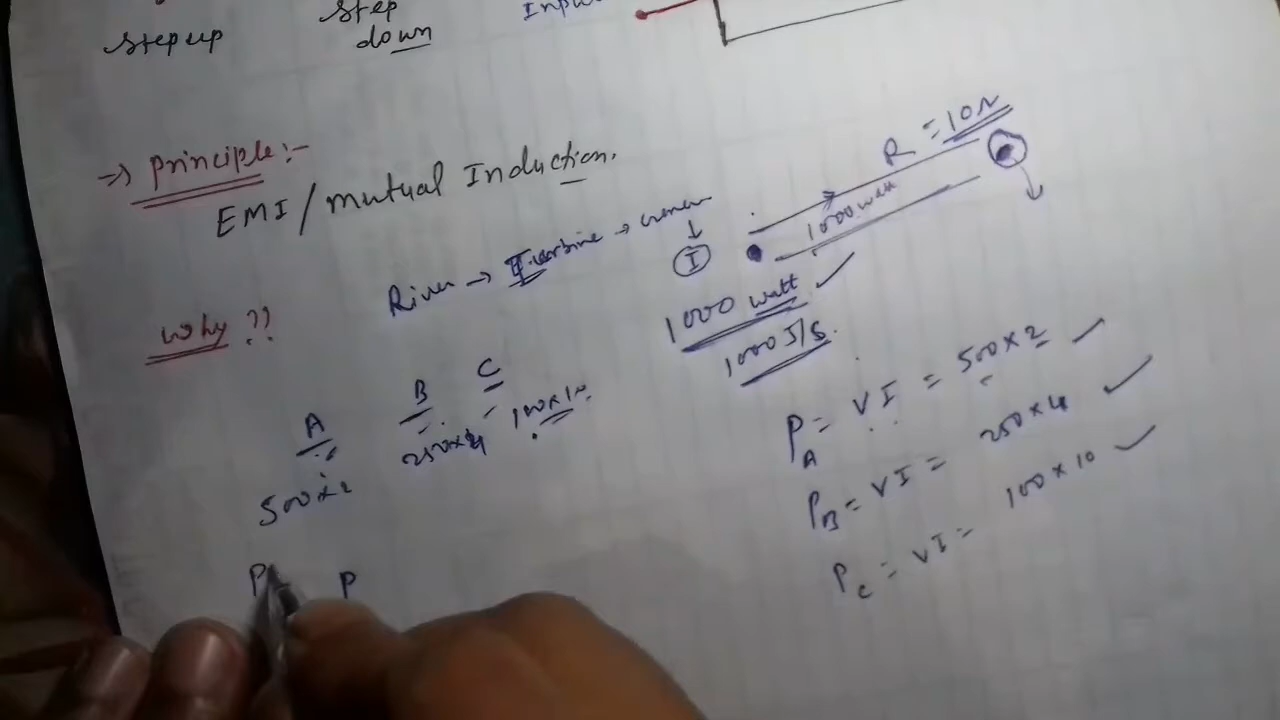 Step up
Step
down
Input
→ Principle:-
EMI / Mutual Induction.
R = 10Ω
1000 watt
River → Turbine →
I
1000 watt ✓
1000 J/S.
Why ??
A
500×2
B
250×4
C
100×10
P_A = VI = 500×2 ✓
P_B = VI = 250×4 ✓
P_C = VI = 100×10 ✓
P P